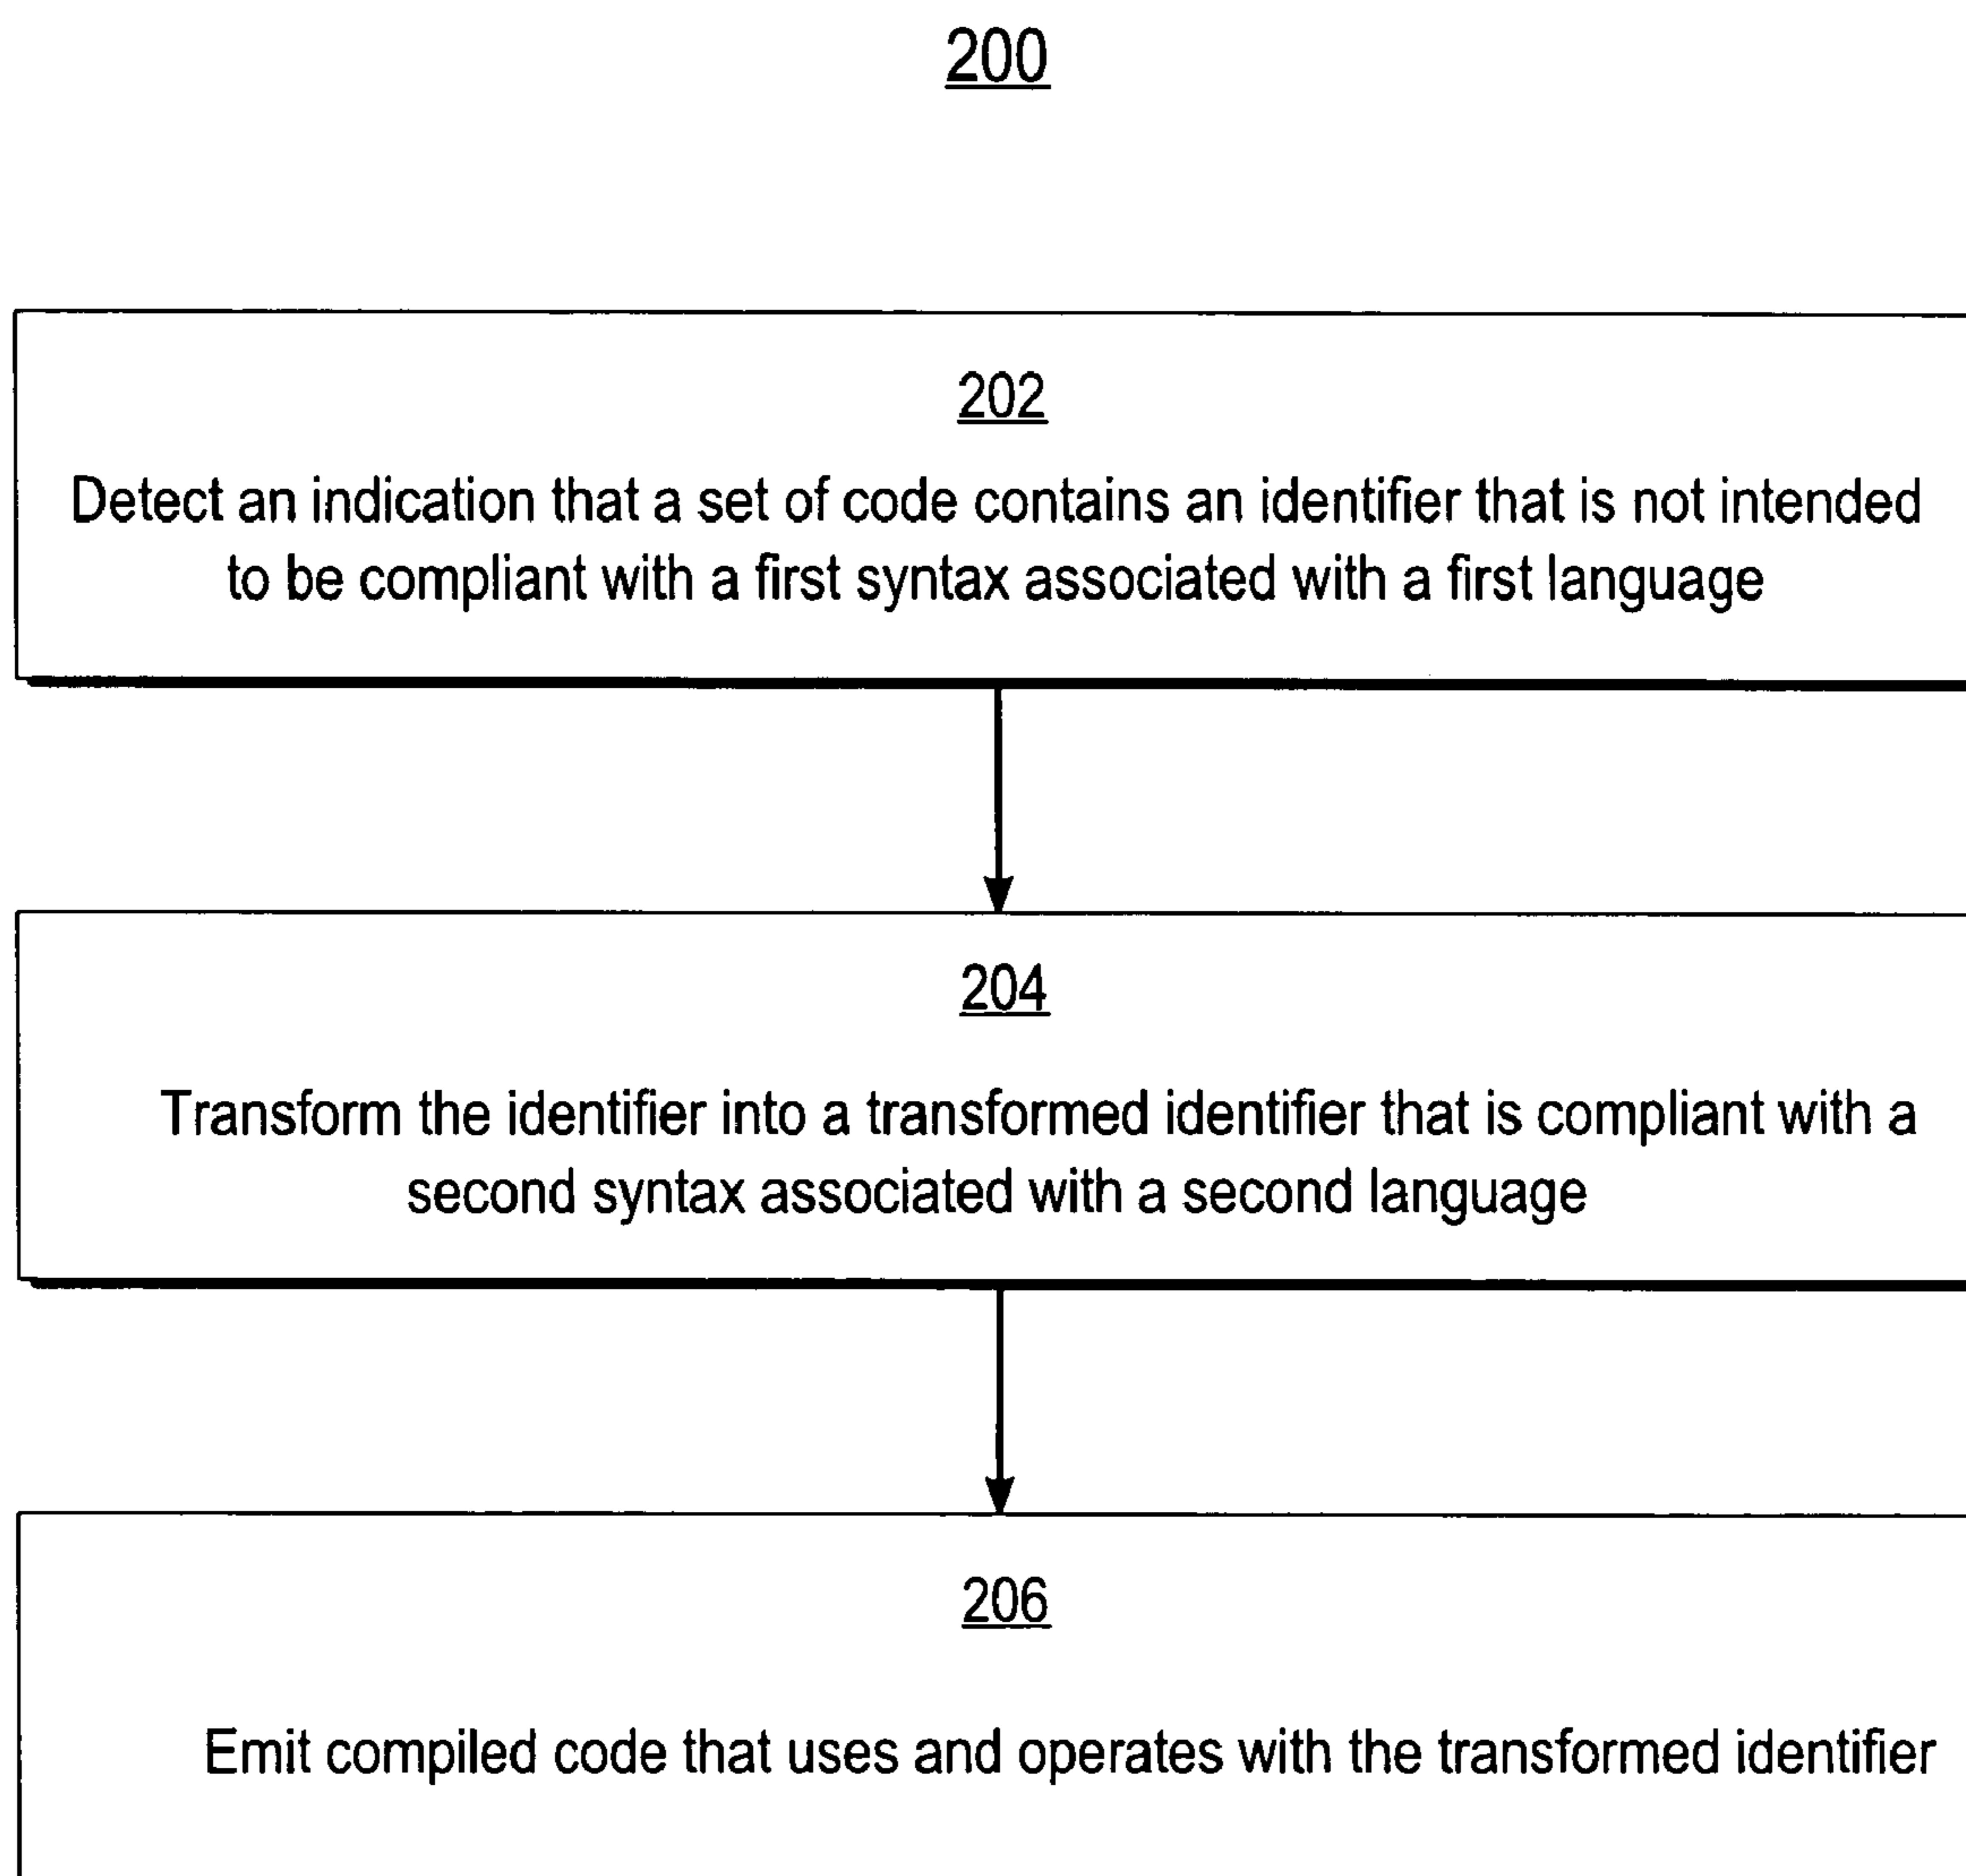 200
202
Detect an indication that a set of code contains an identifier that is not intended
to be compliant with a first syntax associated with a first language
204
Transform the identifier into a transformed identifier that is compliant with a
second syntax associated with a second language
206
Emit compiled code that uses and operates with the transformed identifier